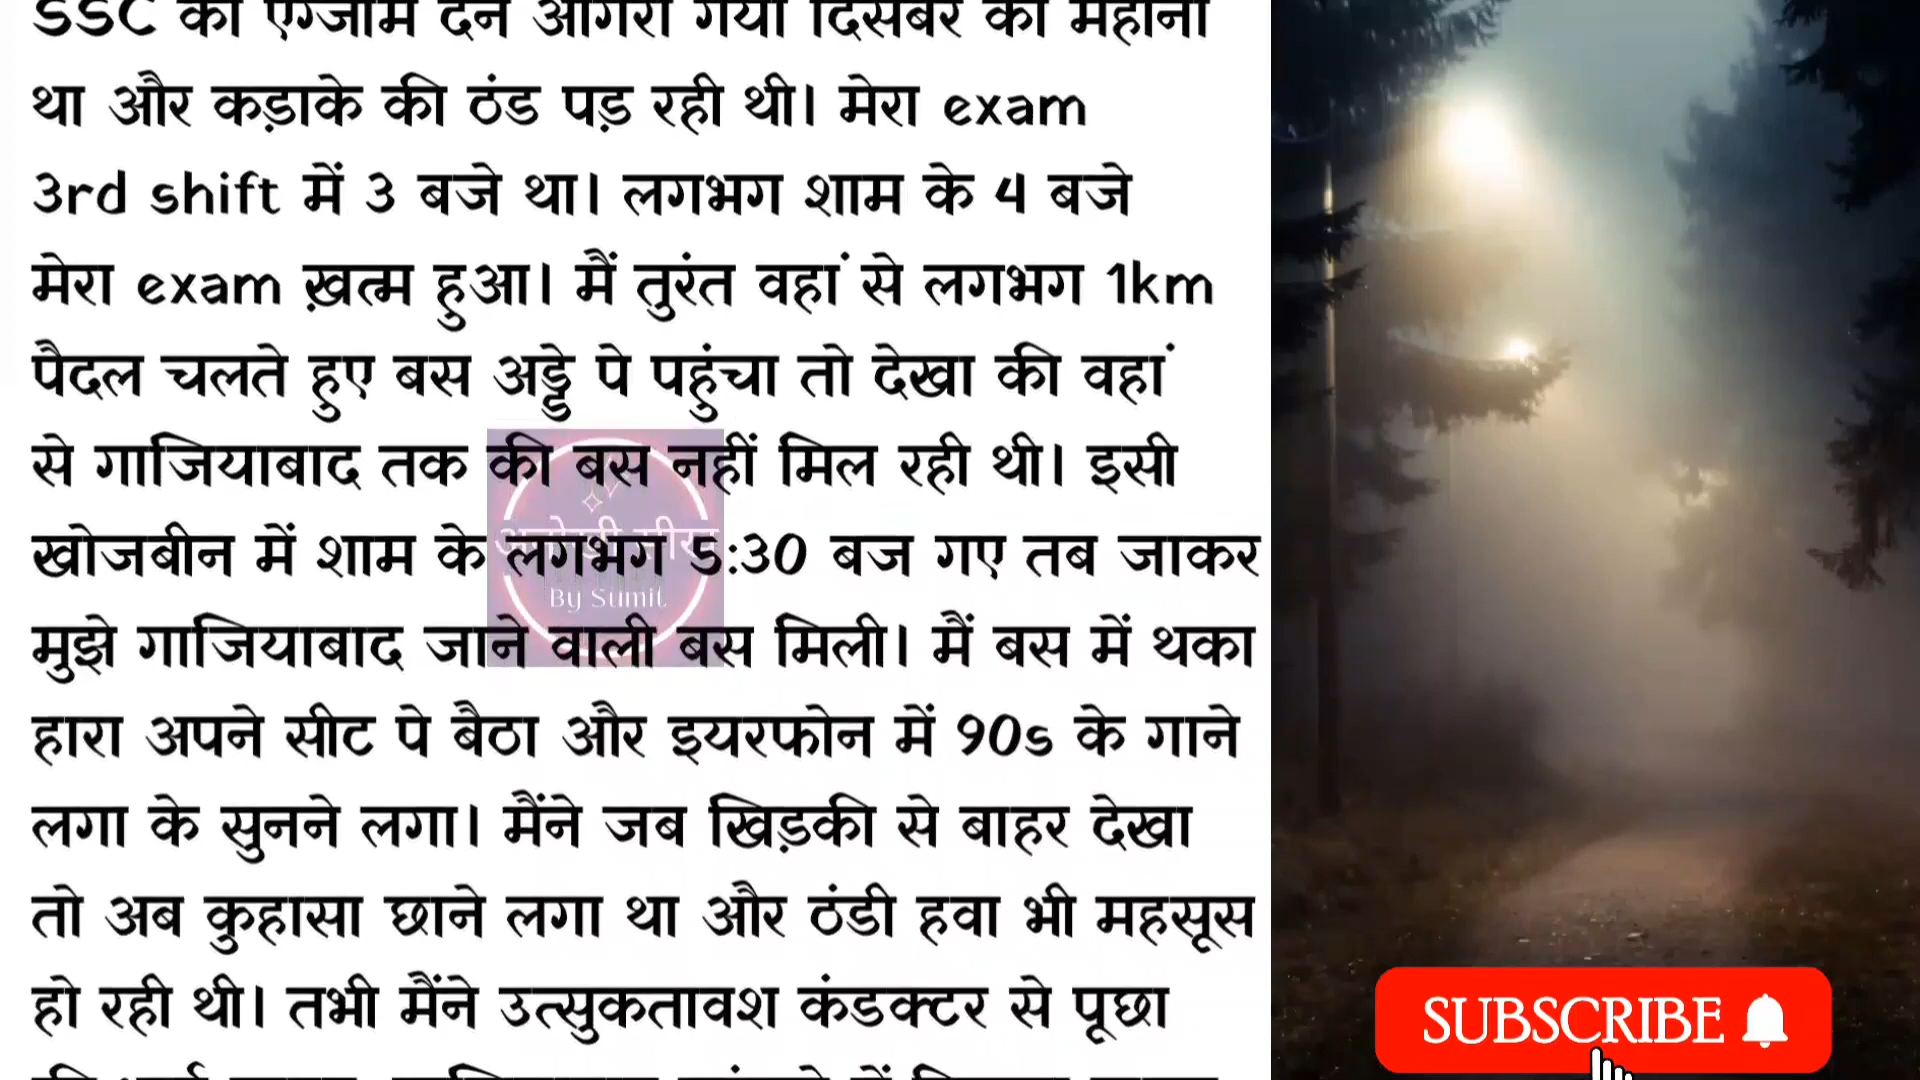 SSC का एग्जाम देने आगरा गया दिसंबर का महीना
था और कड़ाके की ठंड पड़ रही थी। मेरा exam
3rd shift में 3 बजे था। लगभग शाम के 4 बजे
मेरा exam ख़त्म हुआ। मैं तुरंत वहां से लगभग 1km
पैदल चलते हुए बस अड्डे पे पहुंचा तो देखा की वहां
से गाजियाबाद तक की बस नहीं मिल रही थी। इसी
खोजबीन में शाम के लगभग 5:30 बज गए तब जाकर
मुझे गाजियाबाद जाने वाली बस मिली। मैं बस में थका
हारा अपने सीट पे बैठा और इयरफोन में 90s के गाने
लगा के सुनने लगा। मैंने जब खिड़की से बाहर देखा
तो अब कुहासा छाने लगा था और ठंडी हवा भी महसूस
हो रही थी। तभी मैंने उत्सुकतावश कंडक्टर से पूछा
By Sumit
SUBSCRIBE